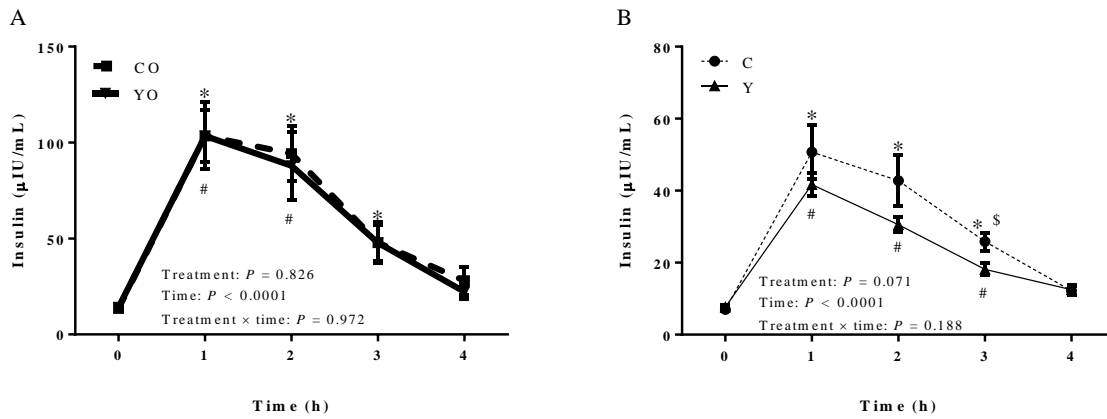 A
Insulin (µIU/mL)
150
100
50
0
CO
YO
*
*
*
#
#
Treatment: P = 0.826
Time: P < 0.0001
Treatment × time: P = 0.972
0 1 2 3 4
Time (h)
B
Insulin (µIU/mL)
80
60
40
20
0
C
Y
*
*
* $
#
#
#
Treatment: P = 0.071
Time: P < 0.0001
Treatment × time: P = 0.188
0 1 2 3 4
Time (h)